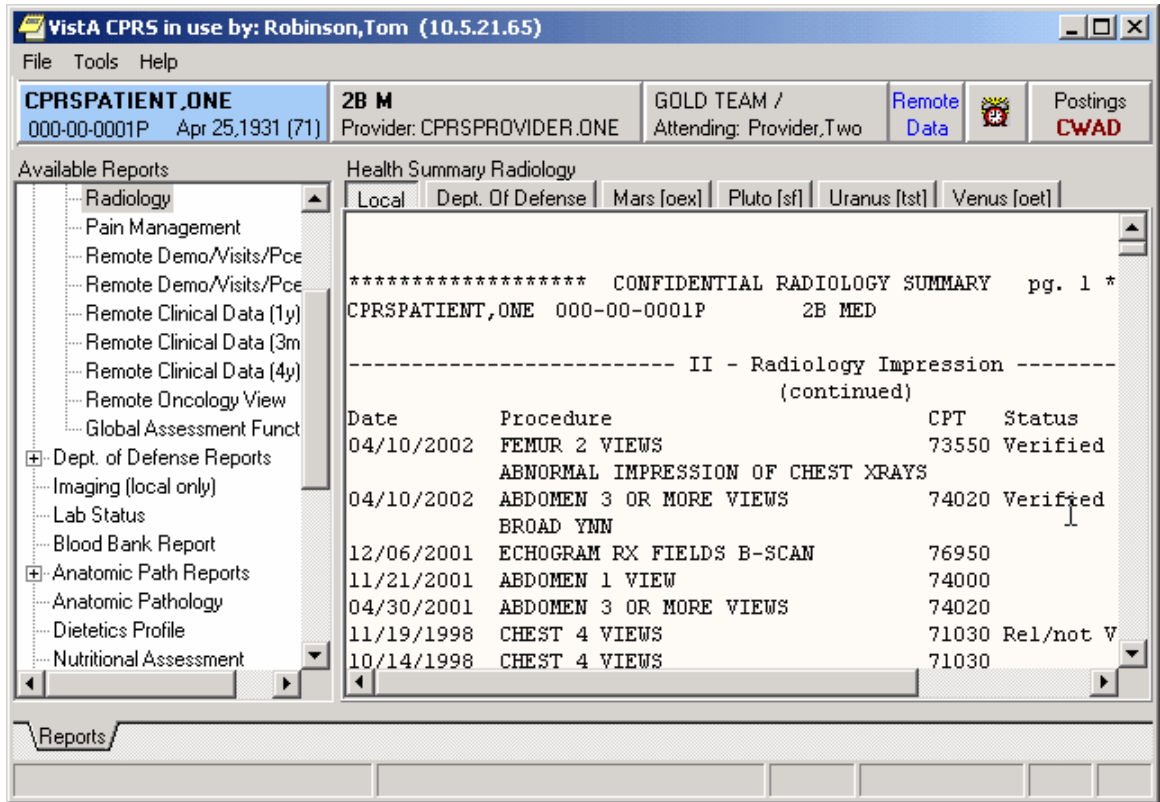 VistA CPRS in use by: Robinson,Tom (10.5.21.65)
File Tools Help
CPRSPATIENT,ONE
000-00-0001P Apr 25,1931 (71)
2B M
Provider: CPRSPROVIDER.ONE
GOLD TEAM /
Attending: Provider,Two
Remote
Data
Postings
CWAD
Available Reports
Radiology
Pain Management
Remote Demo/Visits/Pce
Remote Demo/Visits/Pce
Remote Clinical Data (1y)
Remote Clinical Data (3m
Remote Clinical Data (4y)
Remote Oncology View
Global Assessment Funct
Dept. of Defense Reports
Imaging (local only)
Lab Status
Blood Bank Report
Anatomic Path Reports
Anatomic Pathology
Dietetics Profile
Nutritional Assessment
Health Summary Radiology
Local Dept. Of Defense Mars [oex] Pluto [sf] Uranus [tst] Venus [oet]
******************* CONFIDENTIAL RADIOLOGY SUMMARY pg. 1 *
CPRSPATIENT,ONE 000-00-0001P 2B MED
-------------------------- II - Radiology Impression --------
(continued)
Date Procedure CPT Status
04/10/2002 FEMUR 2 VIEWS 73550 Verified
ABNORMAL IMPRESSION OF CHEST XRAYS
04/10/2002 ABDOMEN 3 OR MORE VIEWS 74020 Verified
BROAD YNN
12/06/2001 ECHOGRAM RX FIELDS B-SCAN 76950
11/21/2001 ABDOMEN 1 VIEW 74000
04/30/2001 ABDOMEN 3 OR MORE VIEWS 74020
11/19/1998 CHEST 4 VIEWS 71030 Rel/not V
10/14/1998 CHEST 4 VIEWS 71030
Reports